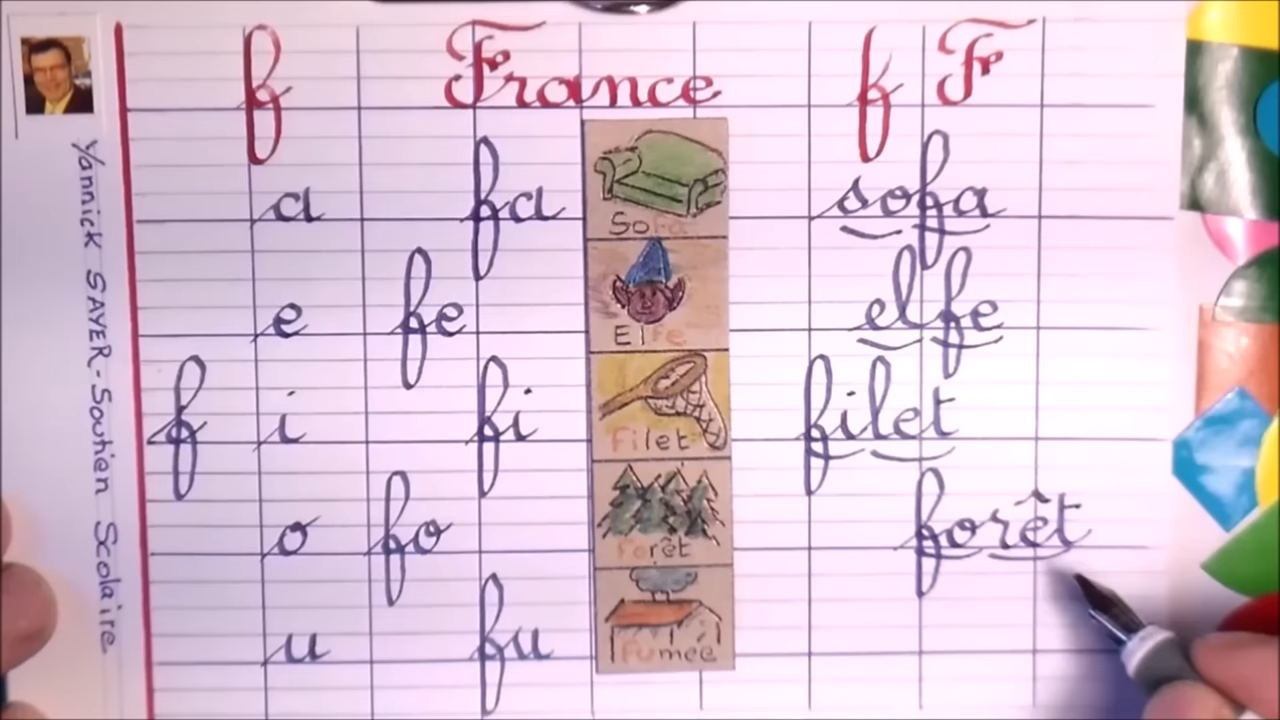 f France f F
a fa Sofa sofa
e fe Elfe elfe
f i fi Filet filet
o fo Forêt forêt
u fu Fumée
Yannick SAYER-Soutien Scolaire